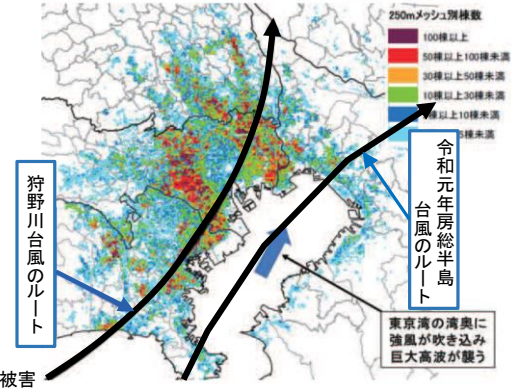 250mメッシュ別棟数
100棟以上
50棟以上100棟未満
30棟以上50棟未満
10棟以上30棟未満
棟以上10棟未満
棟未満
狩野川台風のルート
令和元年房総半島
台風のルート
東京湾の湾奥に
強風が吹き込み
巨大高波が襲う
被害